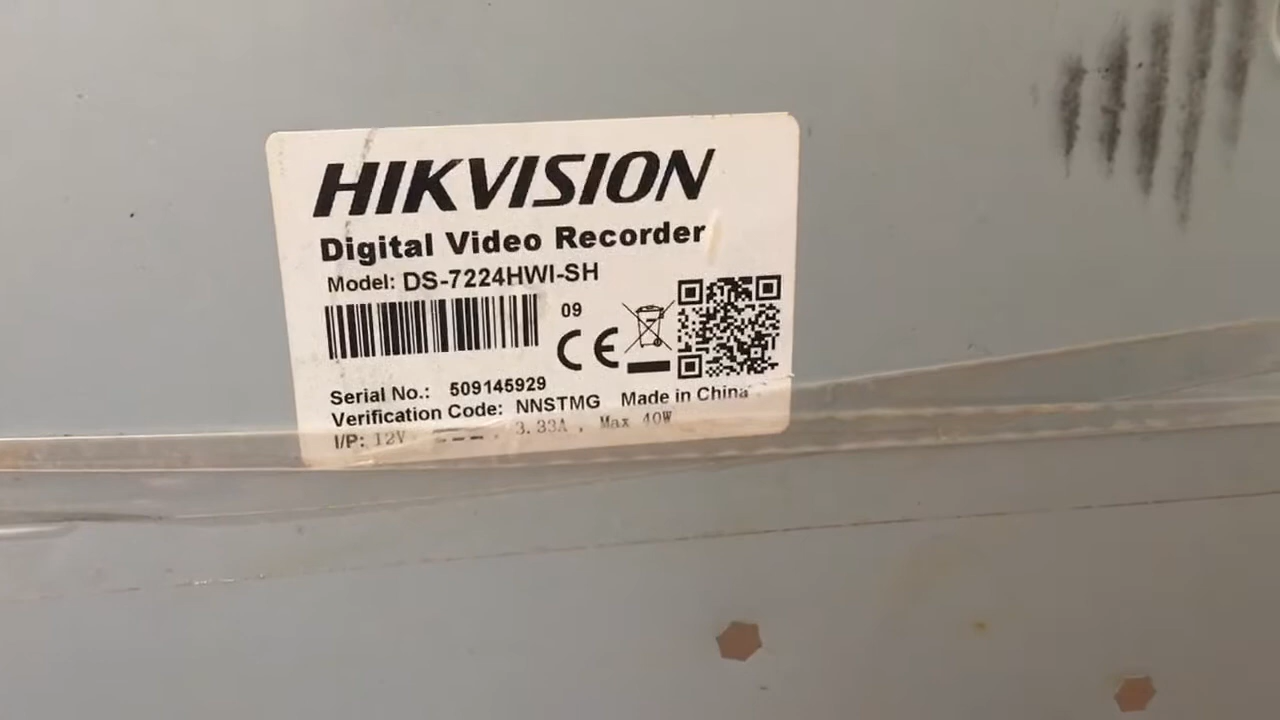 HIKVISION
Digital Video Recorder
Model: DS-7224HWI-SH
09
CE
Serial No.: 509145929
Verification Code: NNSTMG Made in China
I/P: 12V 3.33A , Max 40W